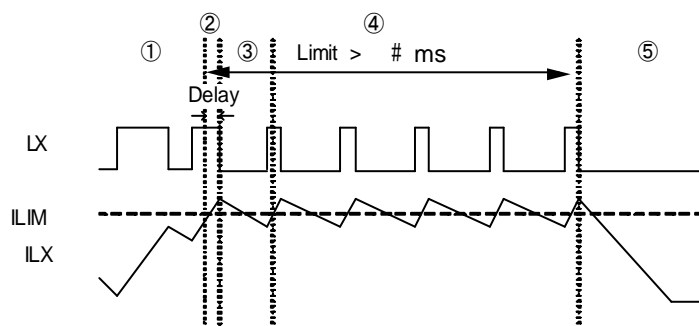 ②
① ③ ④ ⑤
Limit > # ms
Delay
LX
ILIM
ILX